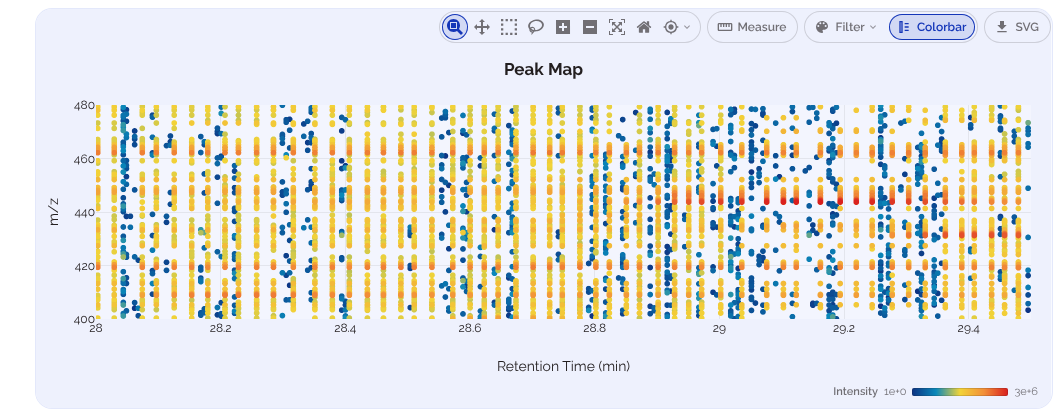 Measure
Filter
Colorbar
SVG
Peak Map
m/z
480
460
440
420
400
28
28.2
28.4
28.6
28.8
29
29.2
29.4
Retention Time (min)
Intensity 1e+0 3e+6